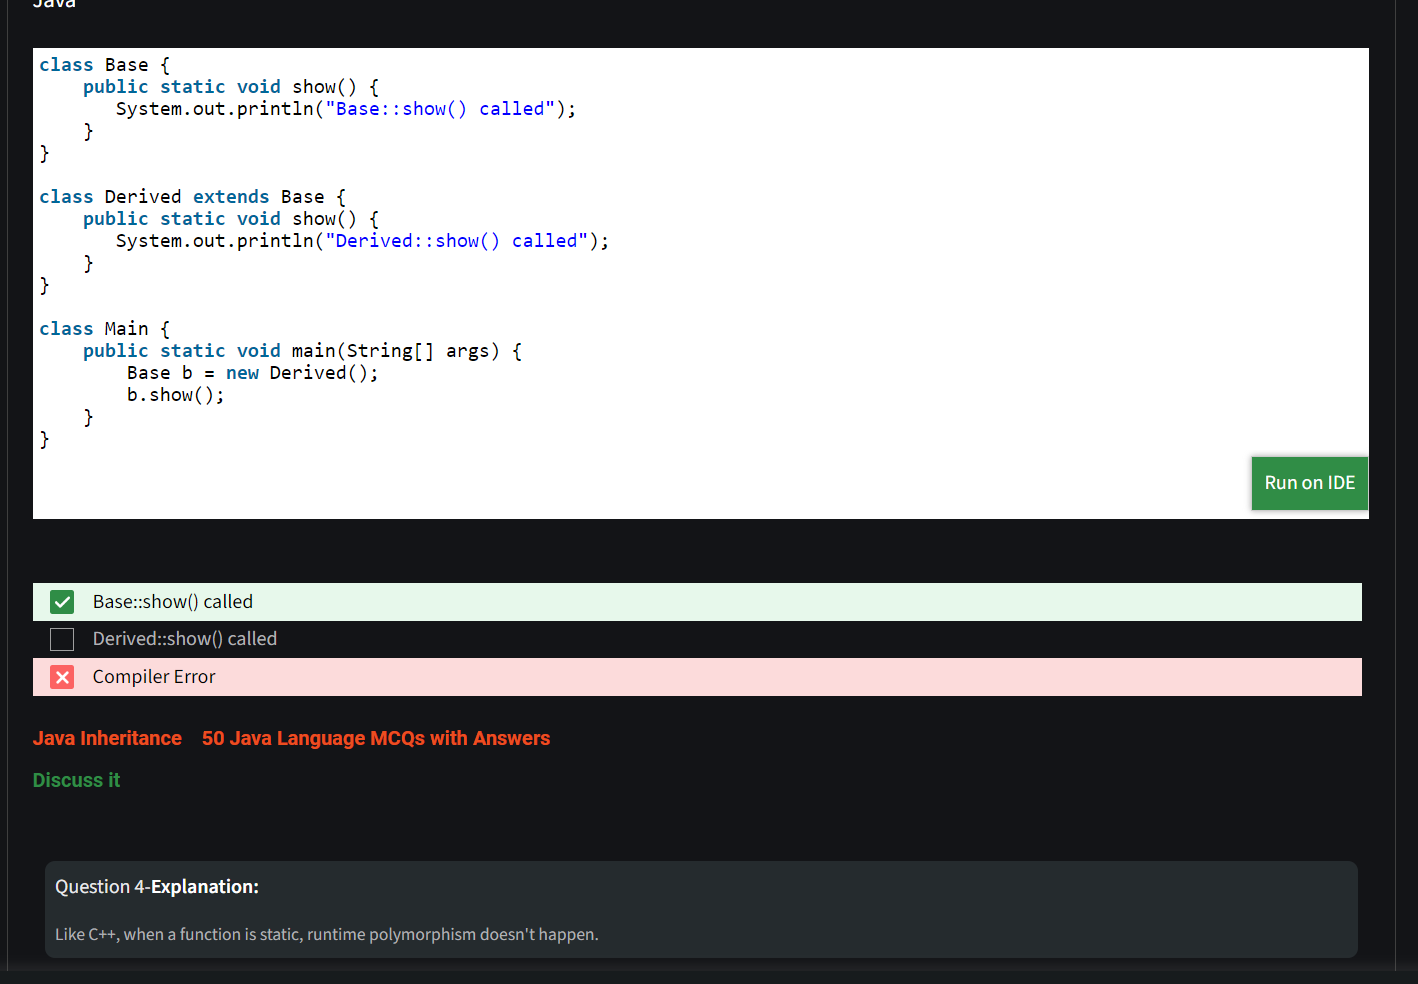 Java
class Base {
    public static void show() {
       System.out.println("Base::show() called");
    }
}
class Derived extends Base {
    public static void show() {
       System.out.println("Derived::show() called");
    }
}
class Main {
    public static void main(String[] args) {
        Base b = new Derived();
        b.show();
    }
}
Run on IDE
Base::show() called
Derived::show() called
Compiler Error
Java Inheritance 50 Java Language MCQs with Answers
Discuss it
Question 4-Explanation:
Like C++, when a function is static, runtime polymorphism doesn't happen.